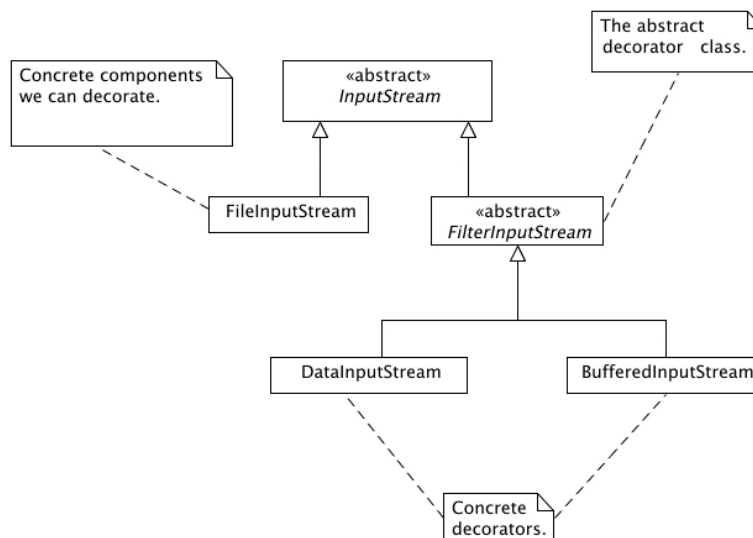 The abstract
decorator class.
Concrete components
we can decorate.
«abstract»
InputStream
FileInputStream
«abstract»
FilterInputStream
DataInputStream
BufferedInputStream
Concrete
decorators.